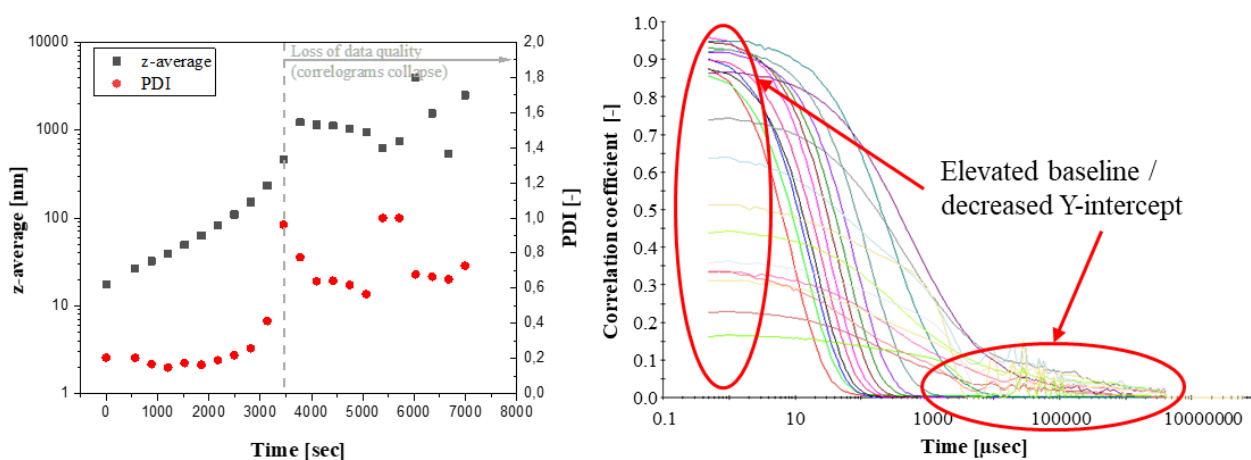 10000
1000
100
10
1
z-average [nm]
z-average
PDI
Loss of data quality
(correlograms collapse)
2,0
1,8
1,6
1,4
1,2
1,0
0,8
0,6
0,4
0,2
0,0
PDI [-]
0 1000 2000 3000 4000 5000 6000 7000 8000
Time [sec]
1.0
0.9
0.8
0.7
0.6
0.5
0.4
0.3
0.2
0.1
0.0
Correlation coefficient [-]
Elevated baseline /
decreased Y-intercept
0.1 10 1000 100000 10000000
Time [µsec]